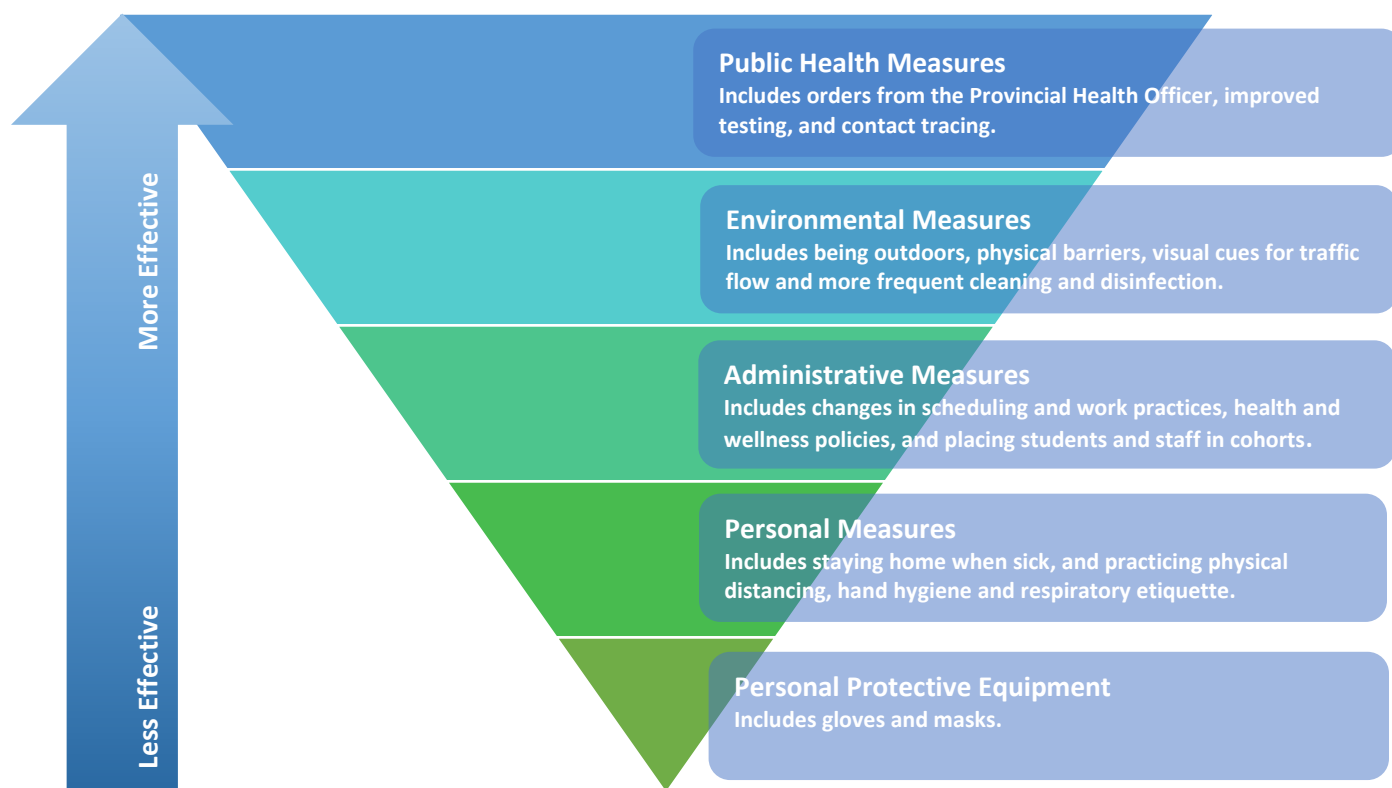 More Effective
Less Effective
Public Health Measures
Includes orders from the Provincial Health Officer, improved
testing, and contact tracing.
Environmental Measures
Includes being outdoors, physical barriers, visual cues for traffic
flow and more frequent cleaning and disinfection.
Administrative Measures
Includes changes in scheduling and work practices, health and
wellness policies, and placing students and staff in cohorts.
Personal Measures
Includes staying home when sick, and practicing physical
distancing, hand hygiene and respiratory etiquette.
Personal Protective Equipment
Includes gloves and masks.